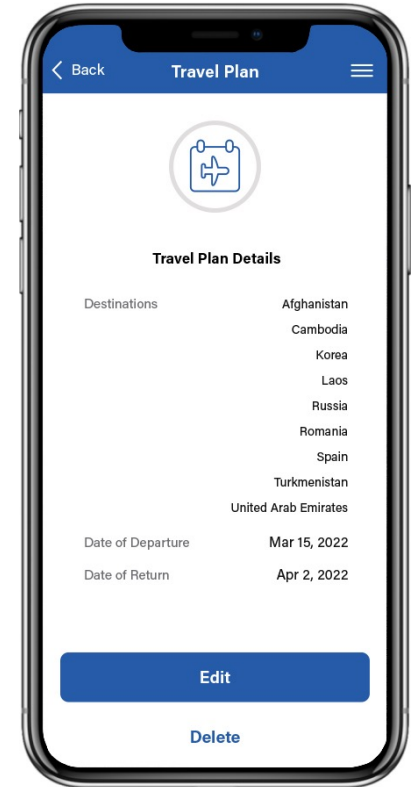 Back Travel Plan
Travel Plan Details
Destinations Afghanistan
Cambodia
Korea
Laos
Russia
Romania
Spain
Turkmenistan
United Arab Emirates
Date of Departure Mar 15, 2022
Date of Return Apr 2, 2022
Edit
Delete